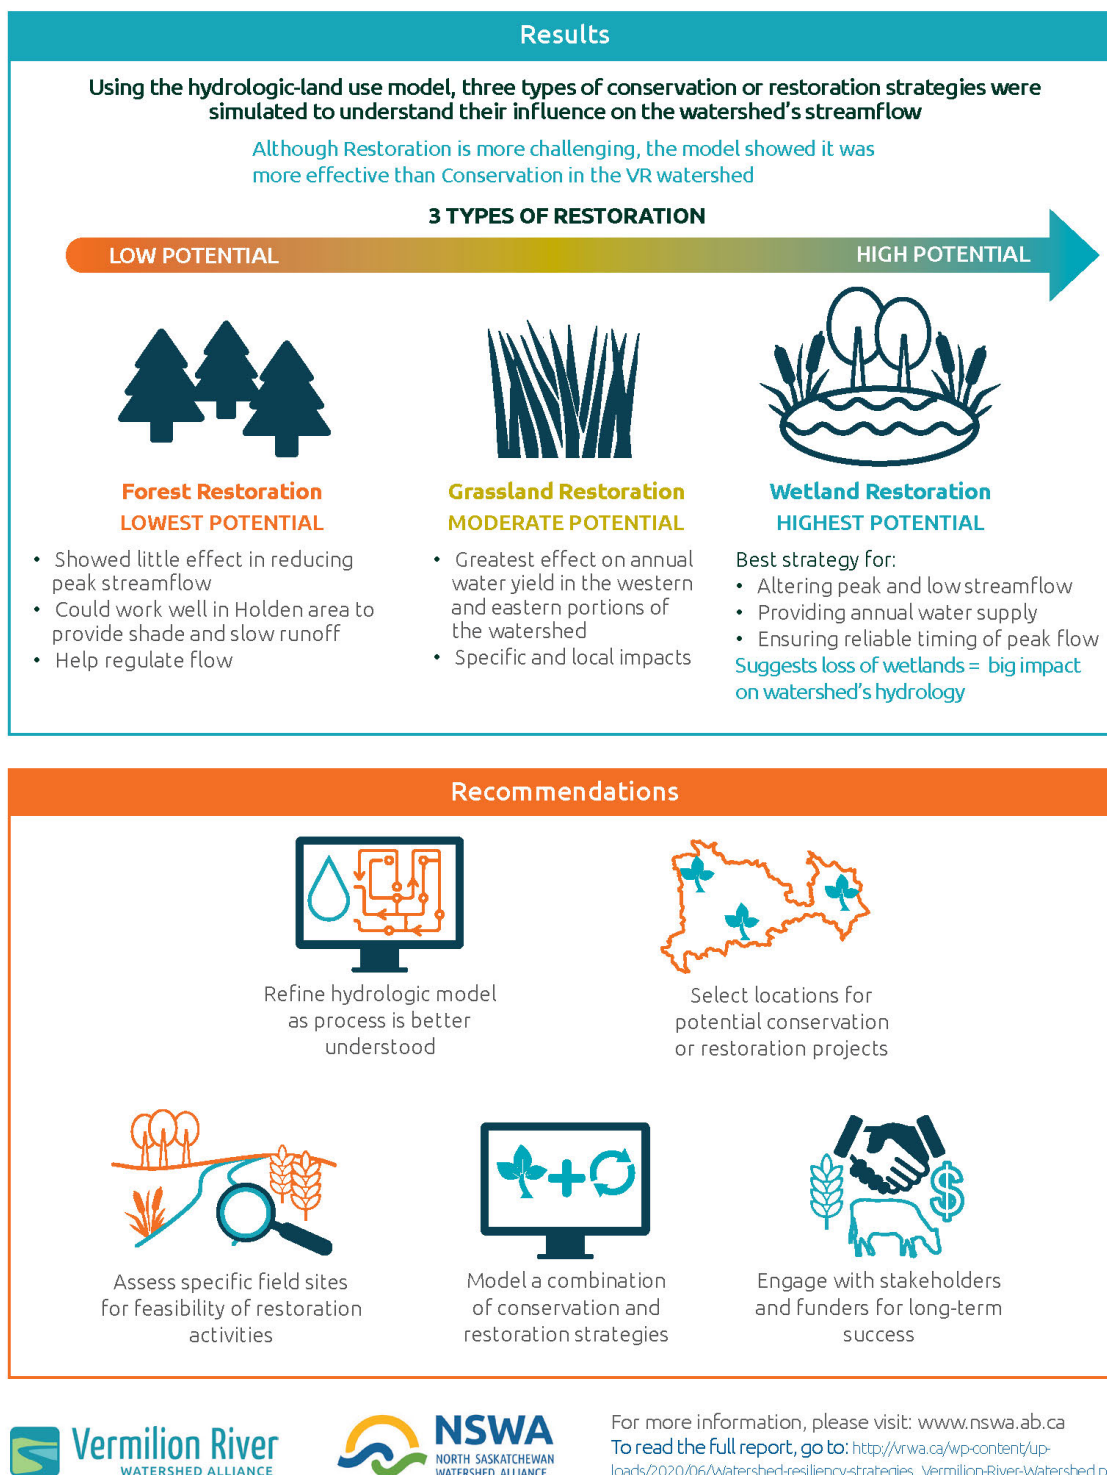 Results
Using the hydrologic-land use model, three types of conservation or restoration strategies were
simulated to understand their influence on the watershed's streamflow
Although Restoration is more challenging, the model showed it was
more effective than Conservation in the VR watershed
3 TYPES OF RESTORATION
LOW POTENTIAL
HIGH POTENTIAL
Forest Restoration
LOWEST POTENTIAL
• Showed little effect in reducing
peak streamflow
• Could work well in Holden area to
provide shade and slow runoff
• Help regulate flow
Grassland Restoration
MODERATE POTENTIAL
• Greatest effect on annual
water yield in the western
and eastern portions of
the watershed
• Specific and local impacts
Wetland Restoration
HIGHEST POTENTIAL
Best strategy for:
• Altering peak and low streamflow
• Providing annual water supply
• Ensuring reliable timing of peak flow
Suggests loss of wetlands = big impact
on watershed's hydrology
Recommendations
Refine hydrologic model
as process is better
understood
Select locations for
potential conservation
or restoration projects
Assess specific field sites
for feasibility of restoration
activities
Model a combination
of conservation and
restoration strategies
$
Engage with stakeholders
and funders for long-term
success
Vermilion River
WATERSHED ALLIANCE
NSWA
NORTH SASKATCHEWAN
WATERSHED ALLIANCE
For more information, please visit: www.nswa.ab.ca
To read the full report, go to: http://vrwa.ca/wp-content/up-
loads/2020/06/Watershed-resiliency-strategies_Vermilion-River-Watershed.p